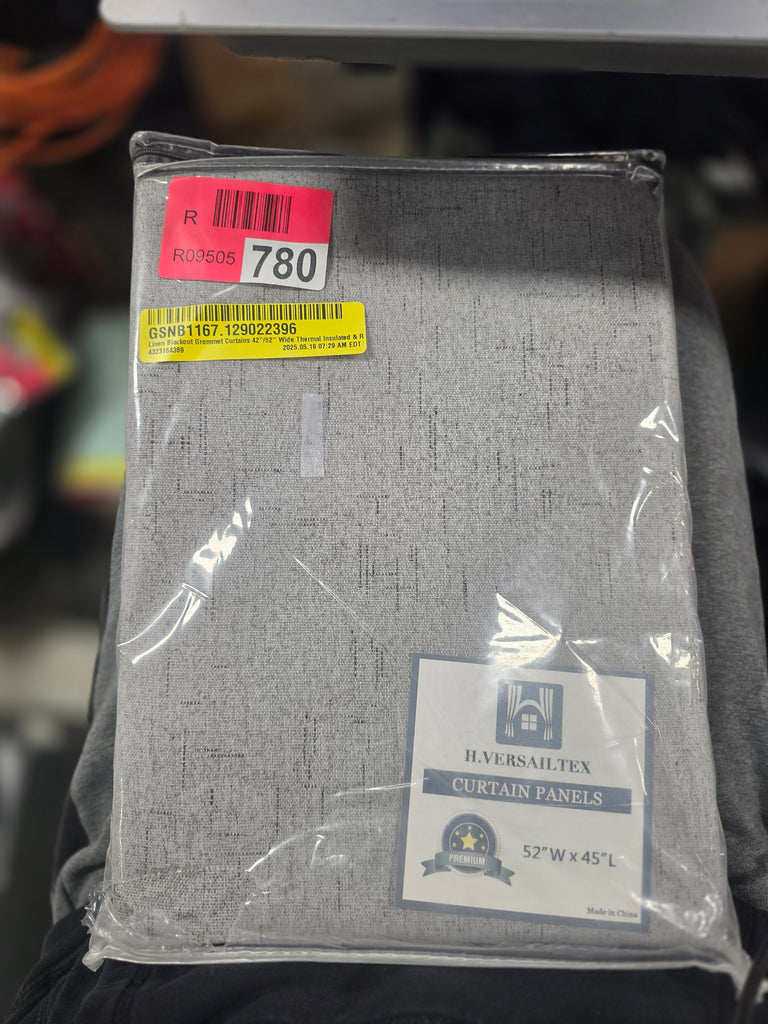 R
R09505 780
GSNB1167.129022396
Linen Blackout Grommet Curtains 42"/52" Wide Thermal Insulated & R
4323154369 2025.05.19 07:29 AM EDT
H.VERSAILTEX
CURTAIN PANELS
PREMIUM
52"W x 45"L
Made in China